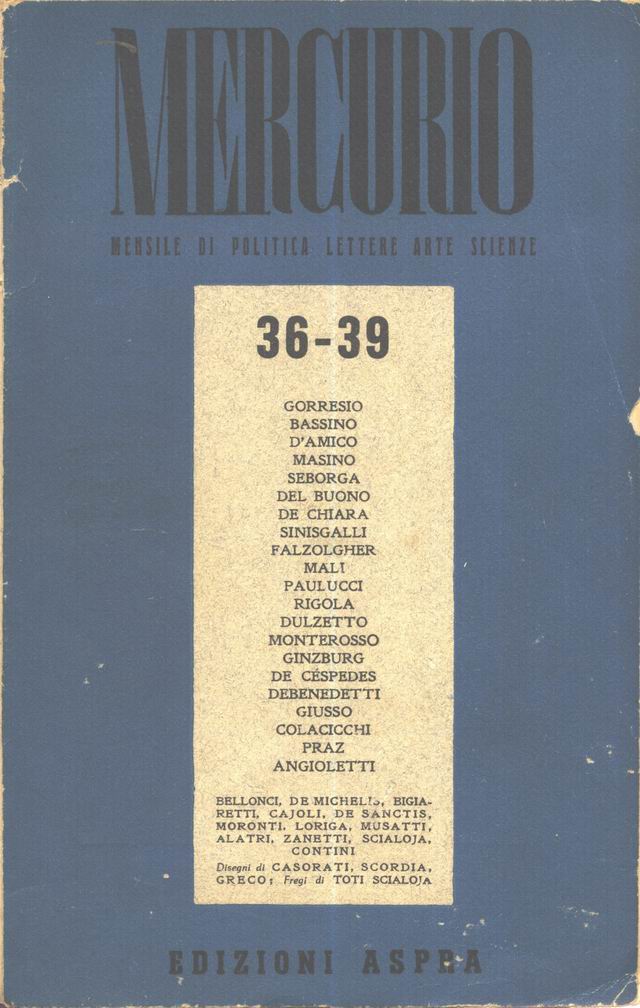 MERCURIO
MENSILE DI POLITICA LETTERE ARTE SCIENZE
36-39
GORRESIO
BASSINO
D'AMICO
MASINO
SEBORGA
DEL BUONO
DE CHIARA
SINISGALLI
FALZOLGHER
MALI
PAULUCCI
RIGOLA
DULZETTO
MONTEROSSO
GINZBURG
DE CÉSPEDES
DEBENEDETTI
GIUSSO
COLACICCHI
PRAZ
ANGIOLETTI
BELLONCI, DE MICHELIS, BIGIA-
RETTI, CAJOLI, DE SANCTIS,
MORONTI, LORIGA, MUSATTI,
ALATRI, ZANETTI, SCIALOJA,
CONTINI
Disegni di CASORATI, SCORDIA,
GRECO; Fregi di TOTI SCIALOJA
EDIZIONI ASPRA